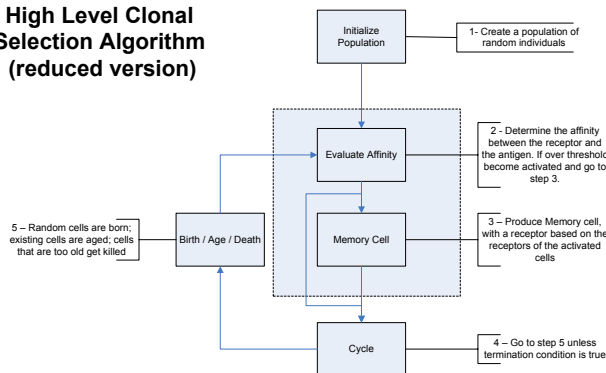 High Level Clonal
Selection Algorithm
(reduced version)
Initialize
Population
1- Create a population of
random individuals
Evaluate Affinity
2 - Determine the affinity
between the receptor and
the antigen. If over threshold
become activated and go to
step 3.
5 – Random cells are born;
existing cells are aged; cells
that are too old get killed
Birth / Age / Death
Memory Cell
3 – Produce Memory cell,
with a receptor based on the
receptors of the activated
cells
Cycle
4 – Go to step 5 unless
termination condition is true